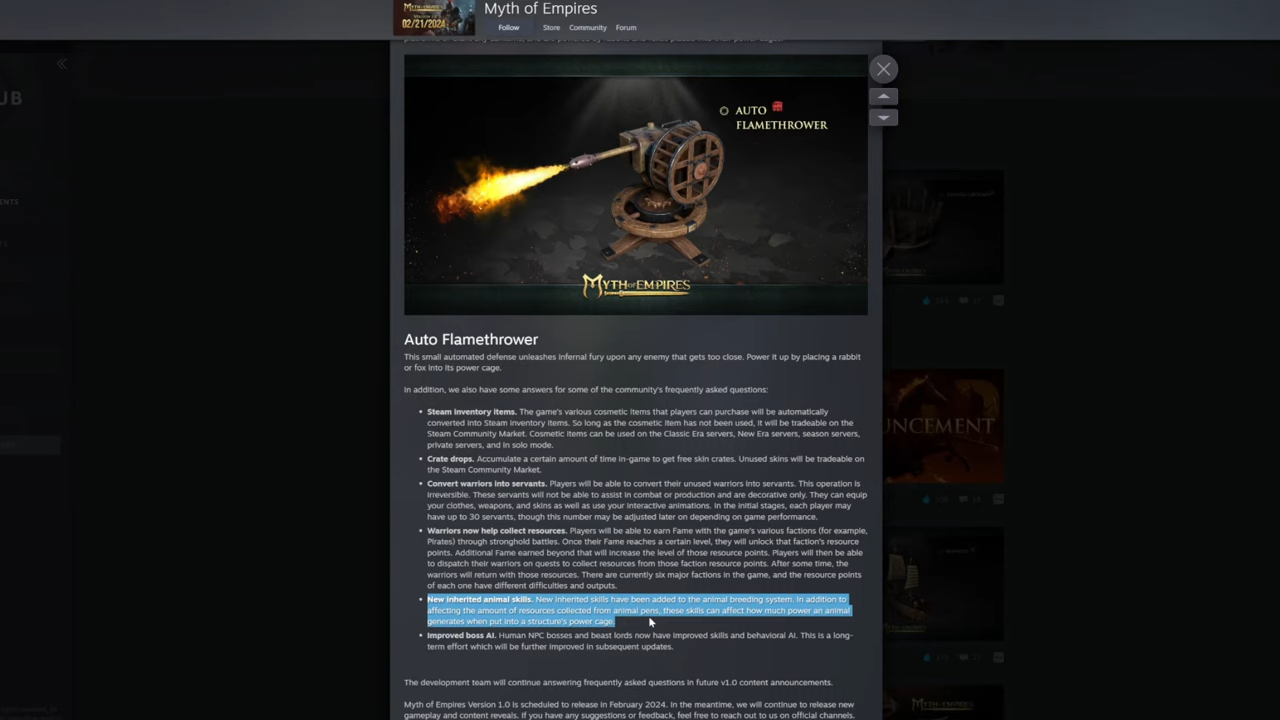 MYTH OF EMPIRES
02/21/2024
Myth of Empires
Follow
Store
Community
Forum
UB
AUTO
FLAMETHROWER
MYTH OF EMPIRES
Auto Flamethrower
This small automated defense unleashes infernal fury upon any enemy that gets too close. Power it up by placing a rabbit
or fox into its power cage.
In addition, we also have some answers for some of the community's frequently asked questions:
• Steam inventory items. The game's various cosmetic items that players can purchase will be automatically
converted into Steam Inventory Items. So long as the cosmetic item has not been used, it will be tradeable on the
Steam Community Market. Cosmetic items can be used on the Classic Era servers, New Era servers, season servers,
private servers, and in solo mode.
• Crate drops. Accumulate a certain amount of time in-game to get free skin crates. Unused skins will be tradeable on
the Steam Community Market.
• Convert warriors into servants. Players will be able to convert their unused warriors into servants. This operation is
irreversible. These servants will not be able to assist in combat or production and are decorative only. They can equip
your clothes, weapons, and skins as well as use your interactive animations. In the initial stages, each player may
have up to 30 servants, though this number may be adjusted later on depending on game performance.
• Warriors now help collect resources. Players will be able to earn Fame with the game's various factions (for example,
Pirates) through stronghold battles. Once their Fame reaches a certain level, they will unlock that faction's resource
points. Additional Fame earned beyond that will increase the level of those resource points. Players will then be able
to dispatch their warriors on quests to collect resources from those faction resource points. After some time, the
warriors will return with those resources. There are currently six major factions in the game, and the resource points
of each one have different difficulties and outputs.
• New inherited animal skills. New inherited skills have been added to the animal breeding system. In addition to
affecting the amount of resources collected from animal pens, these skills can affect how much power an animal
generates when put into a structure's power cage.
• Improved boss AI. Human NPC bosses and beast lords now have improved skills and behavioral AI. This is a long-
term effort which will be further improved in subsequent updates.
The development team will continue answering frequently asked questions in future v1.0 content announcements.
Myth of Empires Version 1.0 is scheduled to release in February 2024. In the meantime, we will continue to release new
gameplay and content reveals. If you have any suggestions or feedback, feel free to reach out to us on official channels.
UNCEMENT